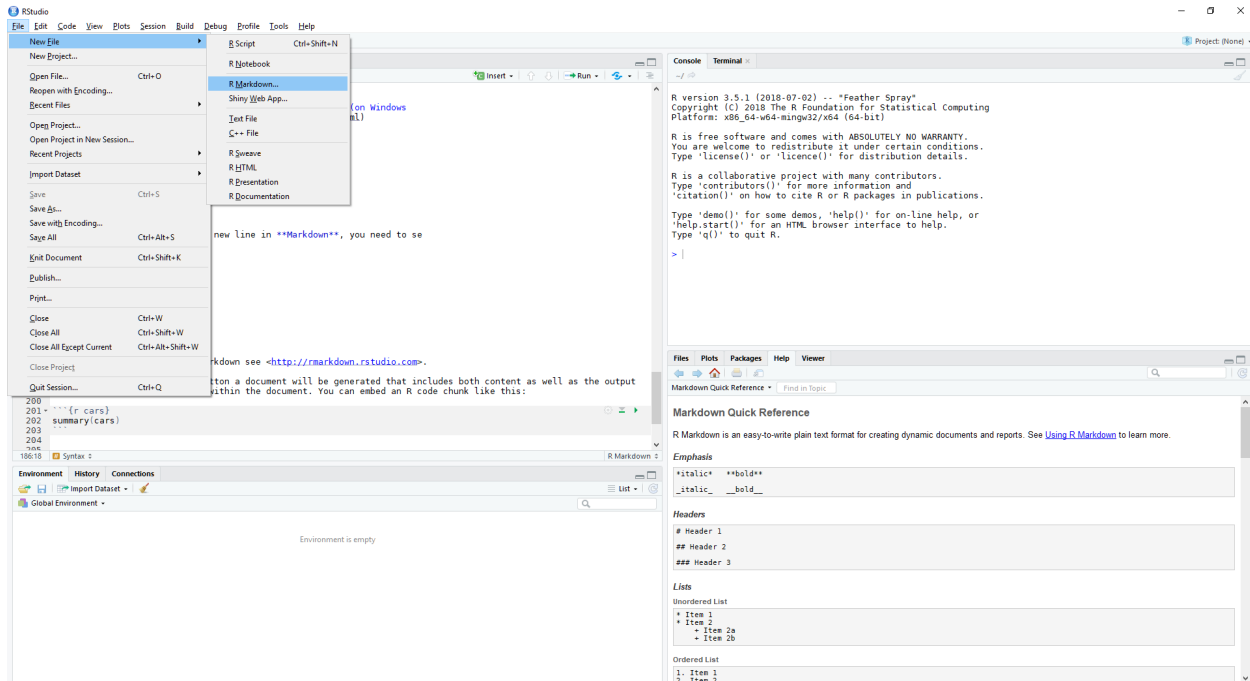 RStudio
File Edit Code View Plots Session Build Debug Profile Tools Help
Project: (None)
New File
New Project...
Open File... Ctrl+O
Reopen with Encoding...
Recent Files
Open Project...
Open Project in New Session...
Recent Projects
Import Dataset
Save Ctrl+S
Save As...
Save with Encoding...
Save All Ctrl+Alt+S
Knit Document Ctrl+Shift+K
Publish...
Print...
Close Ctrl+W
Close All Ctrl+Shift+W
Close All Except Current Ctrl+Alt+Shift+W
Close Project
Quit Session... Ctrl+Q
R Script Ctrl+Shift+N
R Notebook
R Markdown...
Shiny Web App...
Text File
C++ File
R Sweave
R HTML
R Presentation
R Documentation
Insert Run
(on Windows
ml)
new line in **Markdown**, you need to se
rkdown see <http://rmarkdown.rstudio.com>.
tton a document will be generated that includes both content as well as the output
within the document. You can embed an R code chunk like this:
200
201 ```{r cars}
202 summary(cars)
203 ```
204
205
186:18 Syntax R Markdown
Environment History Connections
Import Dataset List
Global Environment
Environment is empty
Console Terminal
~/
R version 3.5.1 (2018-07-02) -- "Feather Spray"
Copyright (C) 2018 The R Foundation for Statistical Computing
Platform: x86_64-w64-mingw32/x64 (64-bit)
R is free software and comes with ABSOLUTELY NO WARRANTY.
You are welcome to redistribute it under certain conditions.
Type 'license()' or 'licence()' for distribution details.
R is a collaborative project with many contributors.
Type 'contributors()' for more information and
'citation()' on how to cite R or R packages in publications.
Type 'demo()' for some demos, 'help()' for on-line help, or
'help.start()' for an HTML browser interface to help.
Type 'q()' to quit R.
>
Files Plots Packages Help Viewer
Markdown Quick Reference Find in Topic
Markdown Quick Reference
R Markdown is an easy-to-write plain text format for creating dynamic documents and reports. See Using R Markdown to learn more.
Emphasis
*italic* **bold**
_italic_ __bold__
Headers
# Header 1
## Header 2
### Header 3
Lists
Unordered List
* Item 1
* Item 2
+ Item 2a
+ Item 2b
Ordered List
1. Item 1
2. Item 2